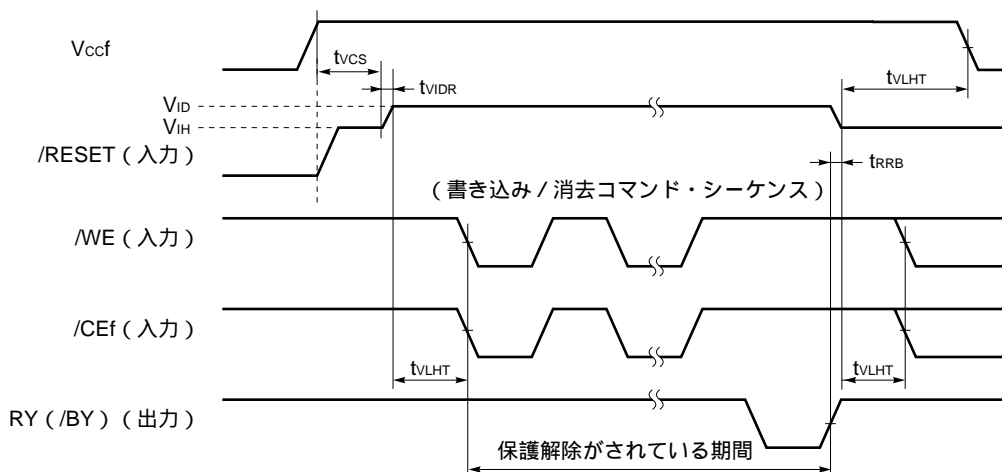 Vccf
tVCS
tVIDR
tVLHT
VID
VIH
/RESET（入力）
tRRB
（書き込み / 消去コマンド・シーケンス）
/WE（入力）
/CEf（入力）
tVLHT
tVLHT
RY（/BY）（出力）
保護解除がされている期間